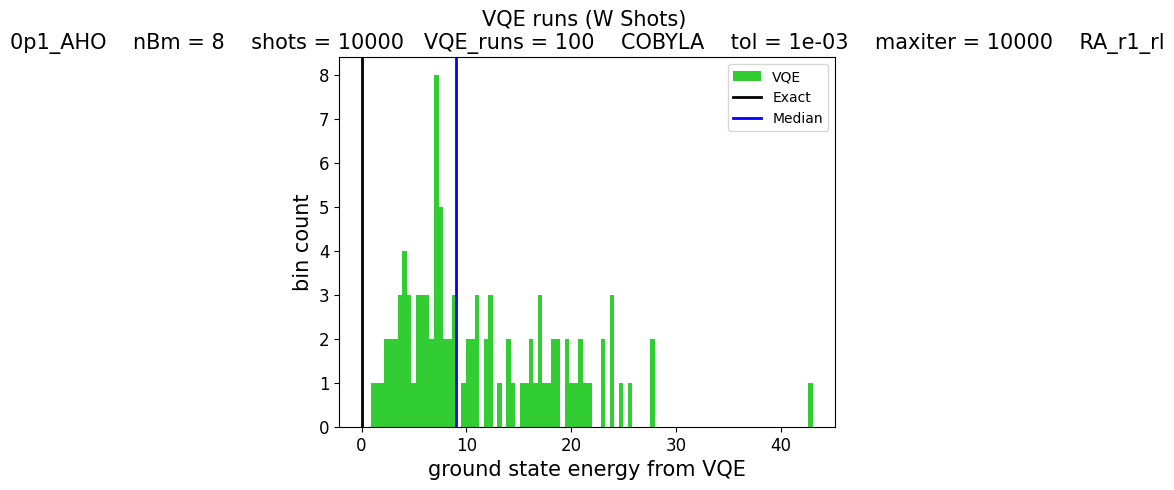 VQE runs (W Shots)
0p1_AHO nBm = 8 shots = 10000 VQE_runs = 100 COBYLA tol = 1e-03 maxiter = 10000
VQE
Exact
Median
8
7
6
5
4
3
2
1
0
bin count
0 10 20 30 40
ground state energy from VQE